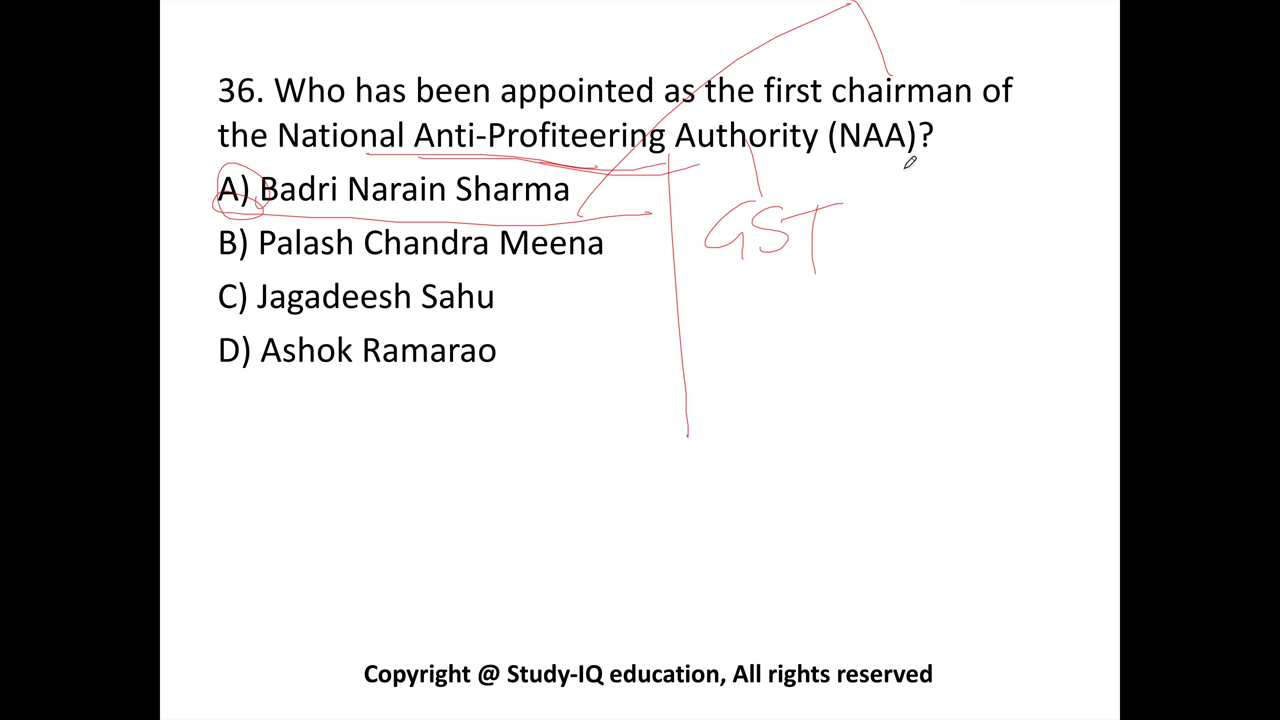 36. Who has been appointed as the first chairman of
the National Anti-Profiteering Authority (NAA)?
A) Badri Narain Sharma
GST
B) Palash Chandra Meena
C) Jagadeesh Sahu
D) Ashok Ramarao
Copyright @ Study-IQ education, All rights reserved